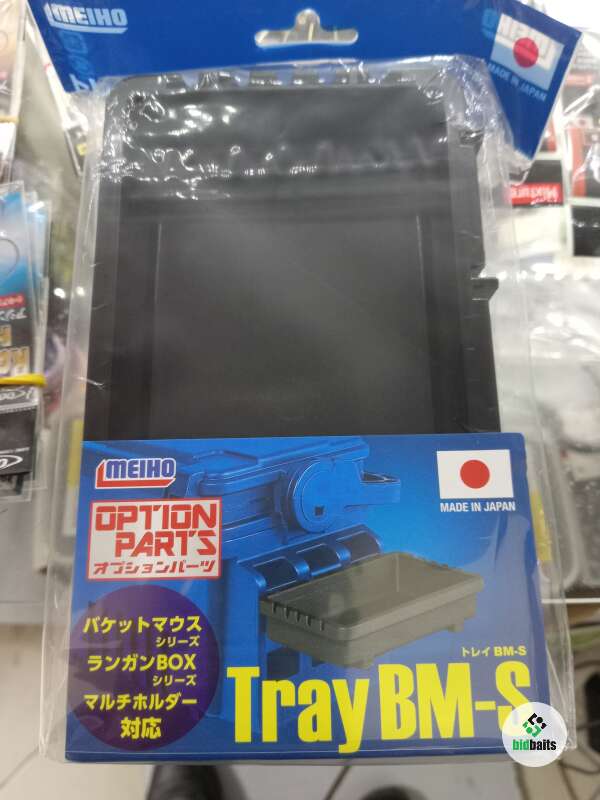 MEIHO
MADE IN JAPAN
MEIHO
MADE IN JAPAN
OPTION
PARTS
オプションパーツ
バケットマウス
シリーズ
ランガンBOX
シリーズ
マルチホルダー
対応
トレイ BM-S
Tray BM-S
bidbaits